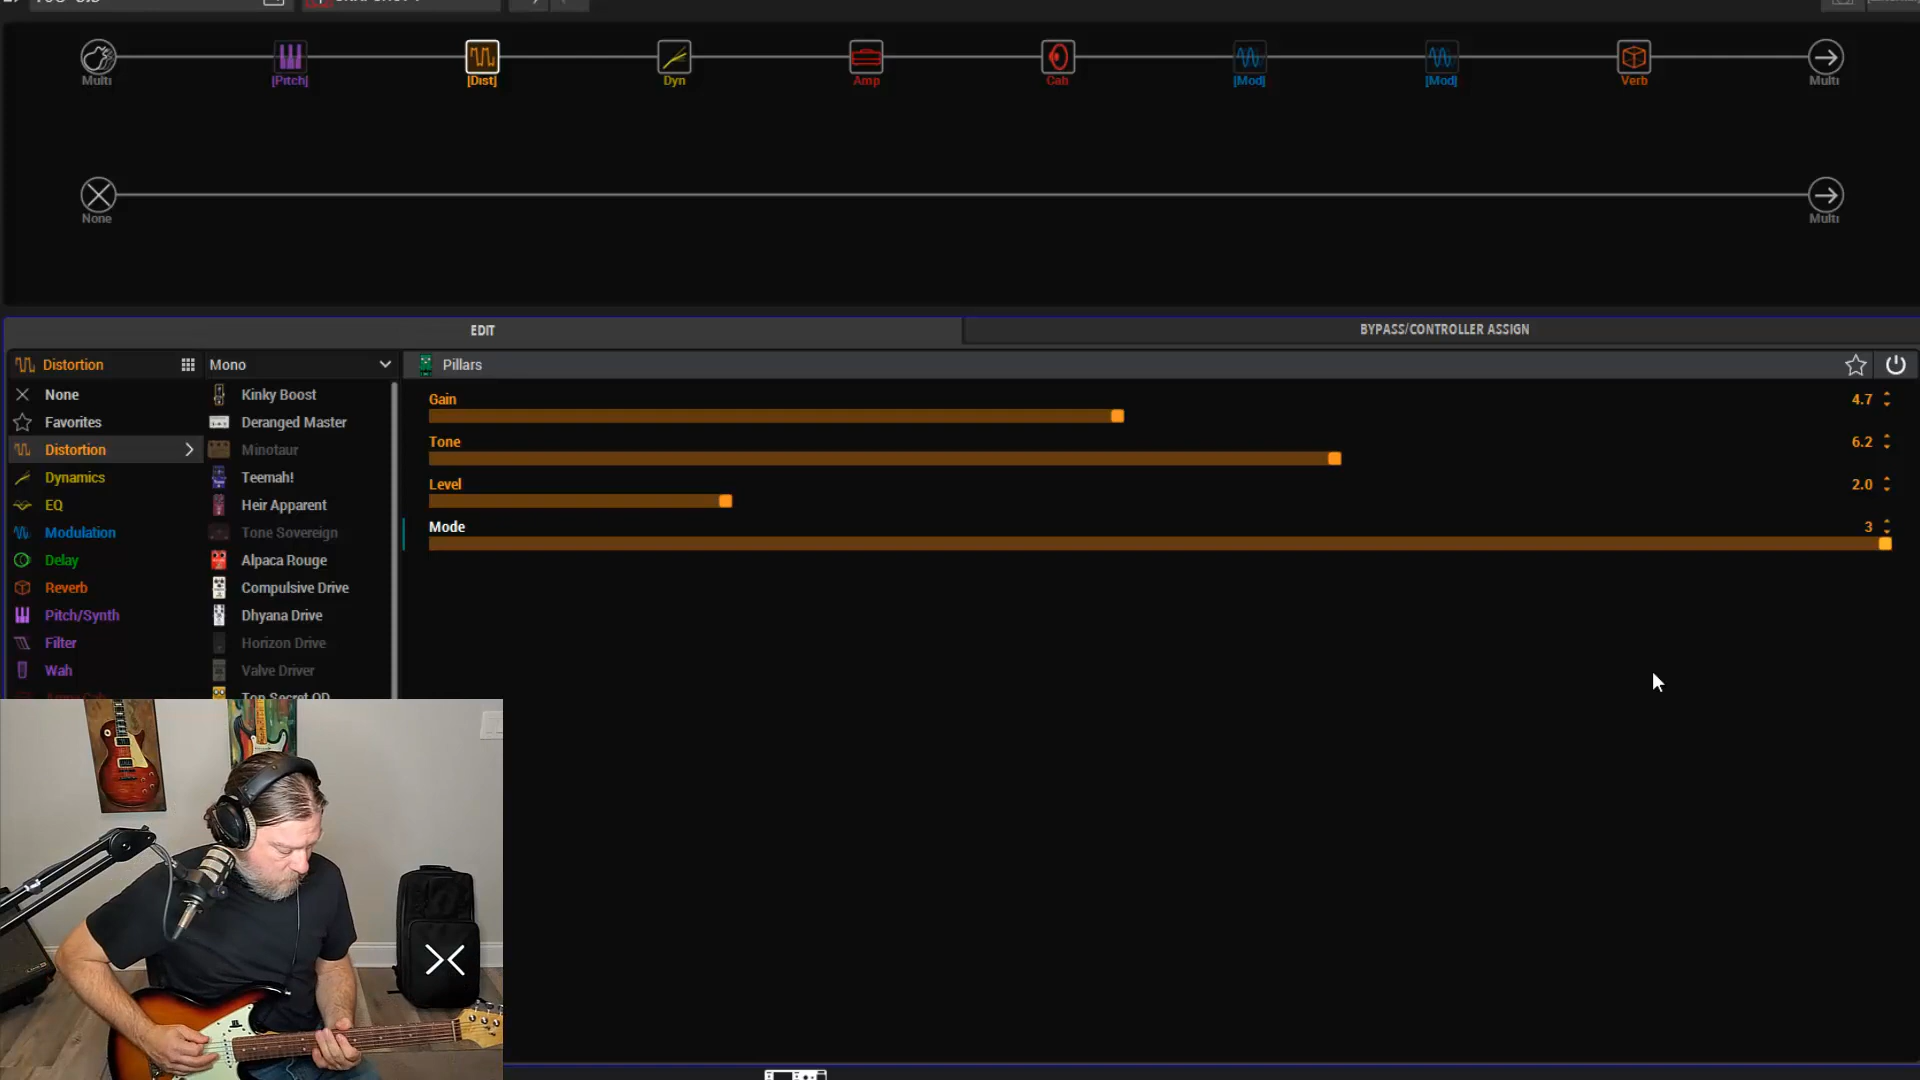 Multi
[Pitch]
[Dist]
Dyn
Amp
Cab
[Mod]
[Mod]
Verb
Multi
None
Multi
EDIT
BYPASS/CONTROLLER ASSIGN
Distortion
Mono
Pillars
None
Favorites
Distortion
Dynamics
EQ
Modulation
Delay
Reverb
Pitch/Synth
Filter
Wah
Kinky Boost
Deranged Master
Minotaur
Teemah!
Heir Apparent
Tone Sovereign
Alpaca Rouge
Compulsive Drive
Dhyana Drive
Horizon Drive
Valve Driver
Top Secret OD
Gain 4.7
Tone 6.2
Level 2.0
Mode 3